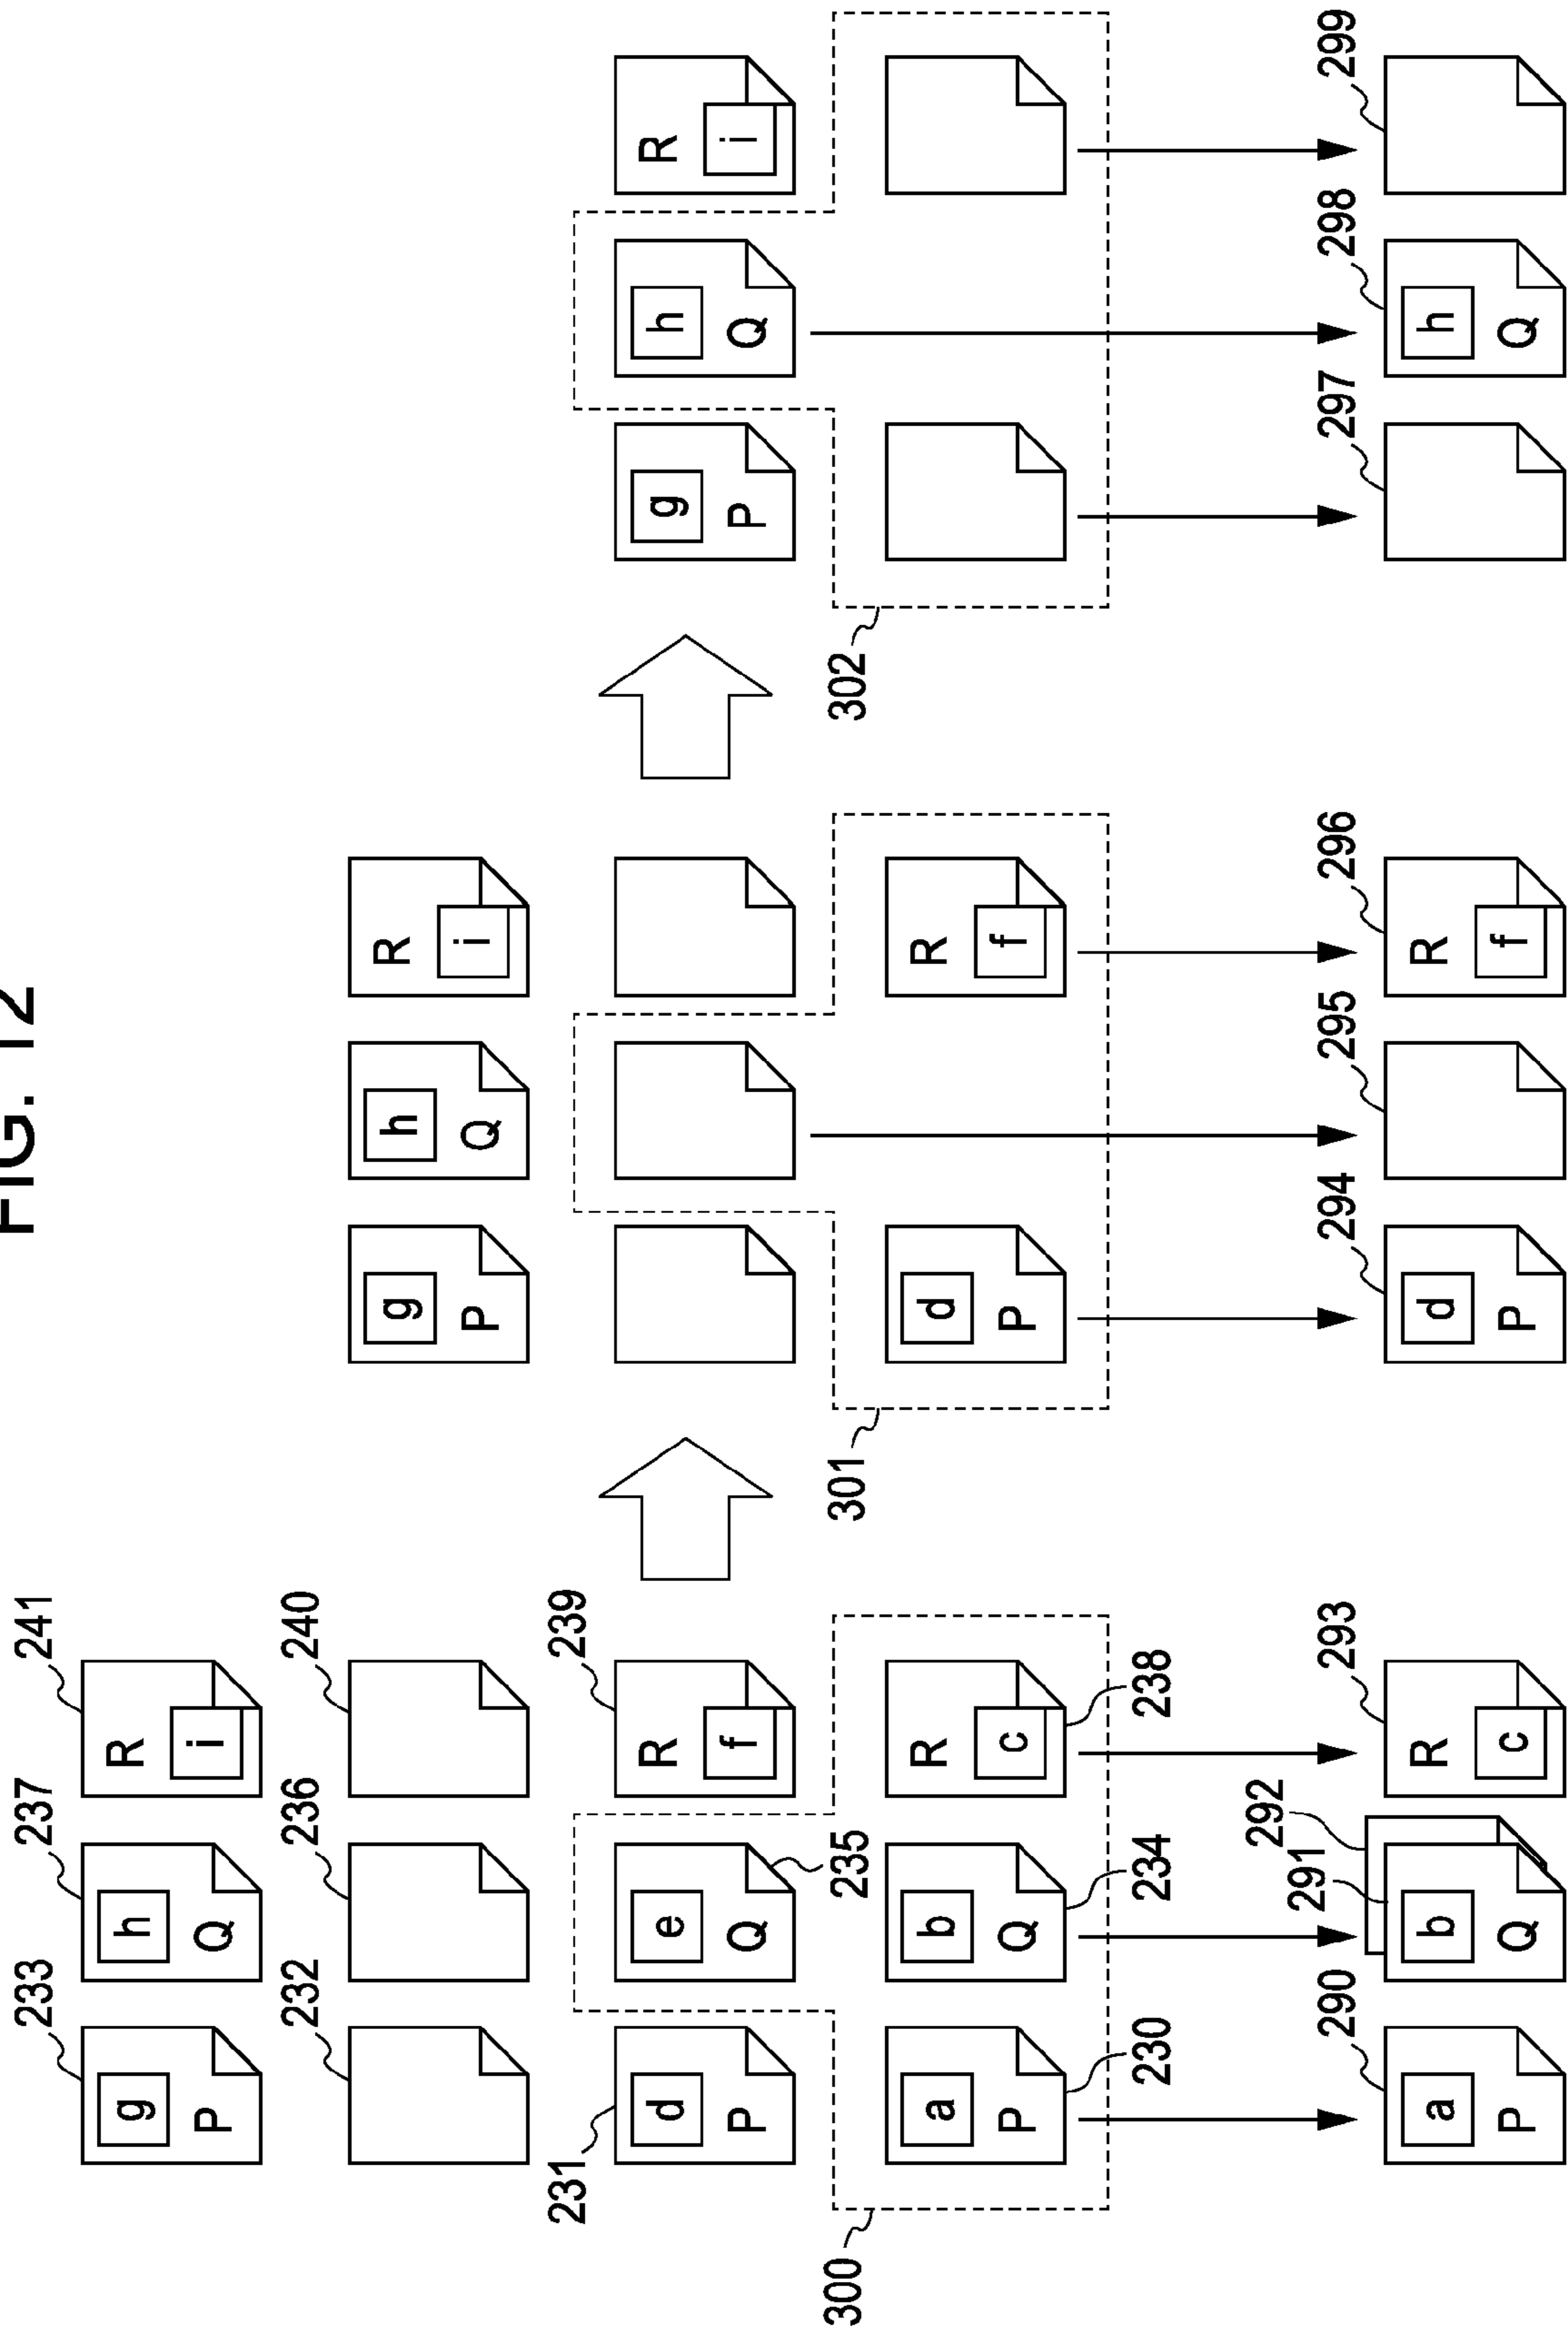 FIG. 12
233 237 241
g h R
P Q i
232 236 240
g h R
P Q i
231 239
d e R g h R
P Q f P Q i
300 235 301 302
a b R d R
P Q c P f
230 234 238
292
291
290 293 294 295 296 297 298 299
a b R d R h
P Q c P f Q